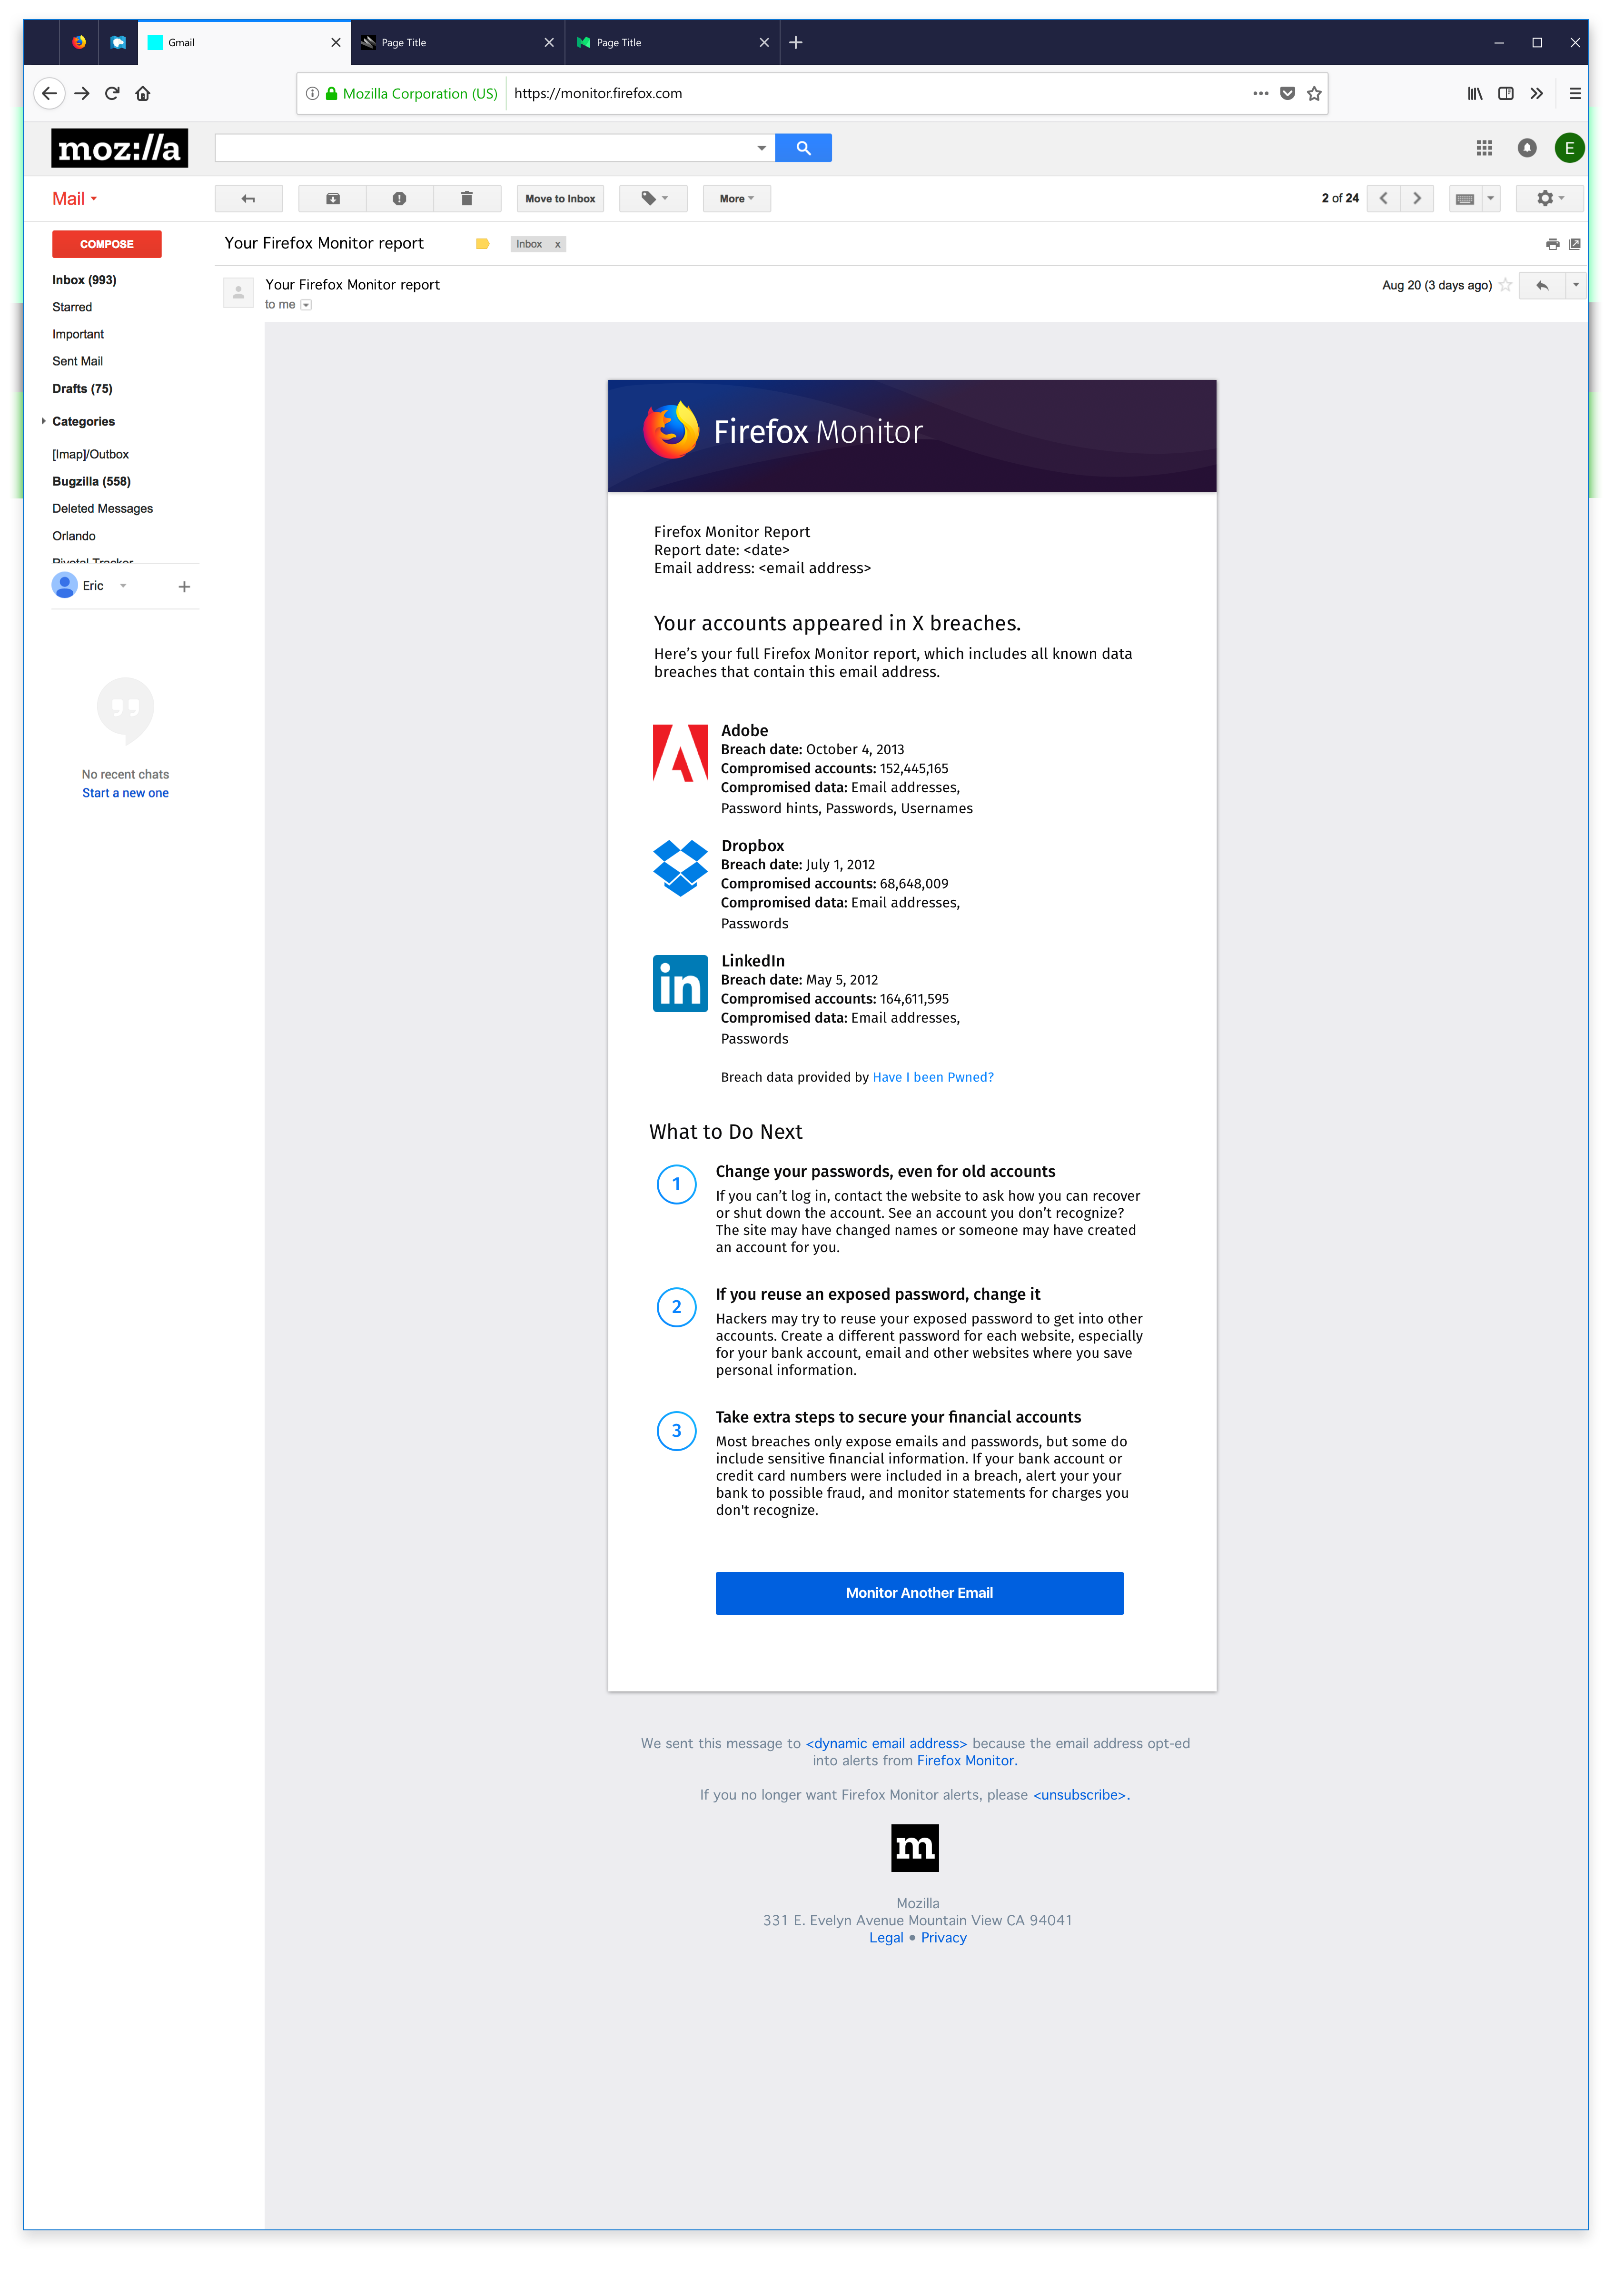 Gmail
Page Title
Page Title
Mozilla Corporation (US) https://monitor.firefox.com
moz://a
E
Mail
Move to Inbox
More
2 of 24
COMPOSE
Your Firefox Monitor report
Inbox x
Inbox (993)
Starred
Important
Sent Mail
Drafts (75)
Categories
[Imap]/Outbox
Bugzilla (558)
Deleted Messages
Orlando
Pivotal Tracker
Eric
No recent chats
Start a new one
Your Firefox Monitor report
to me
Aug 20 (3 days ago)
Firefox Monitor
Firefox Monitor Report
Report date: <date>
Email address: <email address>
Your accounts appeared in X breaches.
Here’s your full Firefox Monitor report, which includes all known data
breaches that contain this email address.
Adobe
Breach date: October 4, 2013
Compromised accounts: 152,445,165
Compromised data: Email addresses,
Password hints, Passwords, Usernames
Dropbox
Breach date: July 1, 2012
Compromised accounts: 68,648,009
Compromised data: Email addresses,
Passwords
in
LinkedIn
Breach date: May 5, 2012
Compromised accounts: 164,611,595
Compromised data: Email addresses,
Passwords
Breach data provided by Have I been Pwned?
What to Do Next
1
Change your passwords, even for old accounts
If you can’t log in, contact the website to ask how you can recover
or shut down the account. See an account you don’t recognize?
The site may have changed names or someone may have created
an account for you.
2
If you reuse an exposed password, change it
Hackers may try to reuse your exposed password to get into other
accounts. Create a different password for each website, especially
for your bank account, email and other websites where you save
personal information.
3
Take extra steps to secure your financial accounts
Most breaches only expose emails and passwords, but some do
include sensitive financial information. If your bank account or
credit card numbers were included in a breach, alert your your
bank to possible fraud, and monitor statements for charges you
don't recognize.
Monitor Another Email
We sent this message to <dynamic email address> because the email address opt-ed
into alerts from Firefox Monitor.
If you no longer want Firefox Monitor alerts, please <unsubscribe>.
m
Mozilla
331 E. Evelyn Avenue Mountain View CA 94041
Legal • Privacy